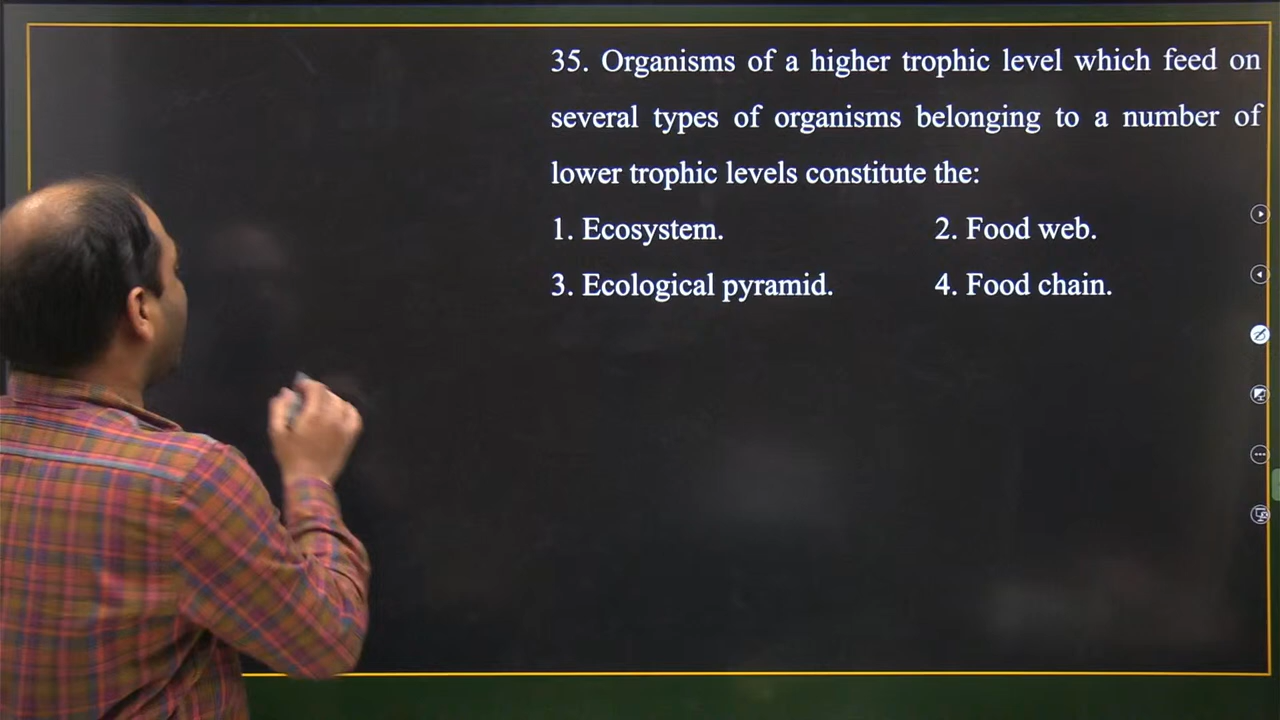 35. Organisms of a higher trophic level which feed on
several types of organisms belonging to a number of
lower trophic levels constitute the:
1. Ecosystem. 2. Food web.
3. Ecological pyramid. 4. Food chain.